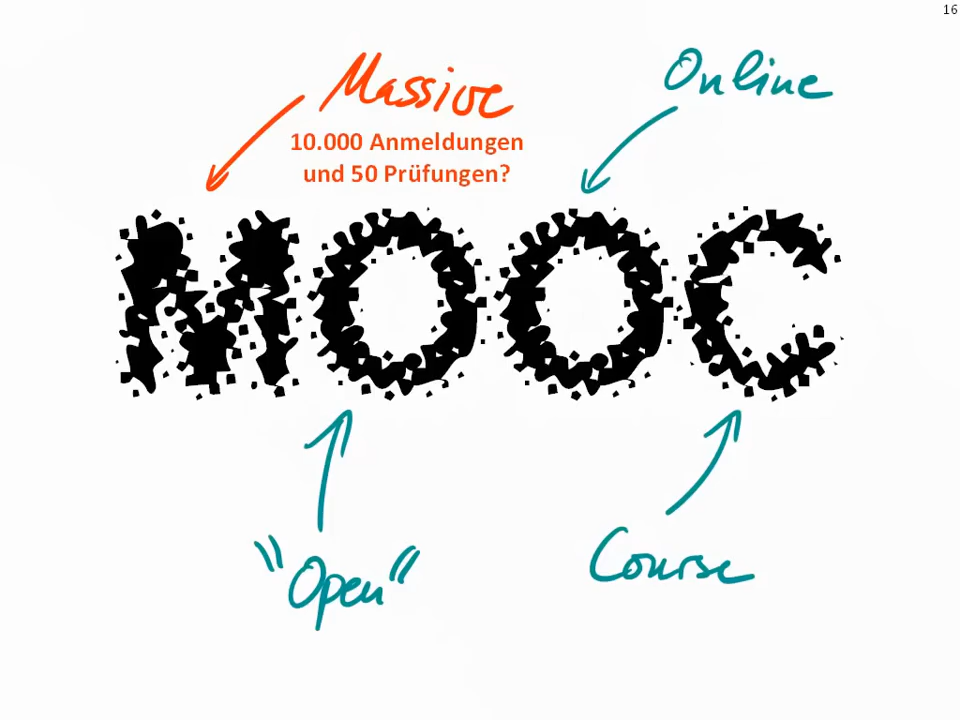 16
Massive
Online
10.000 Anmeldungen
und 50 Prüfungen?
MOOC
"Open"
Course